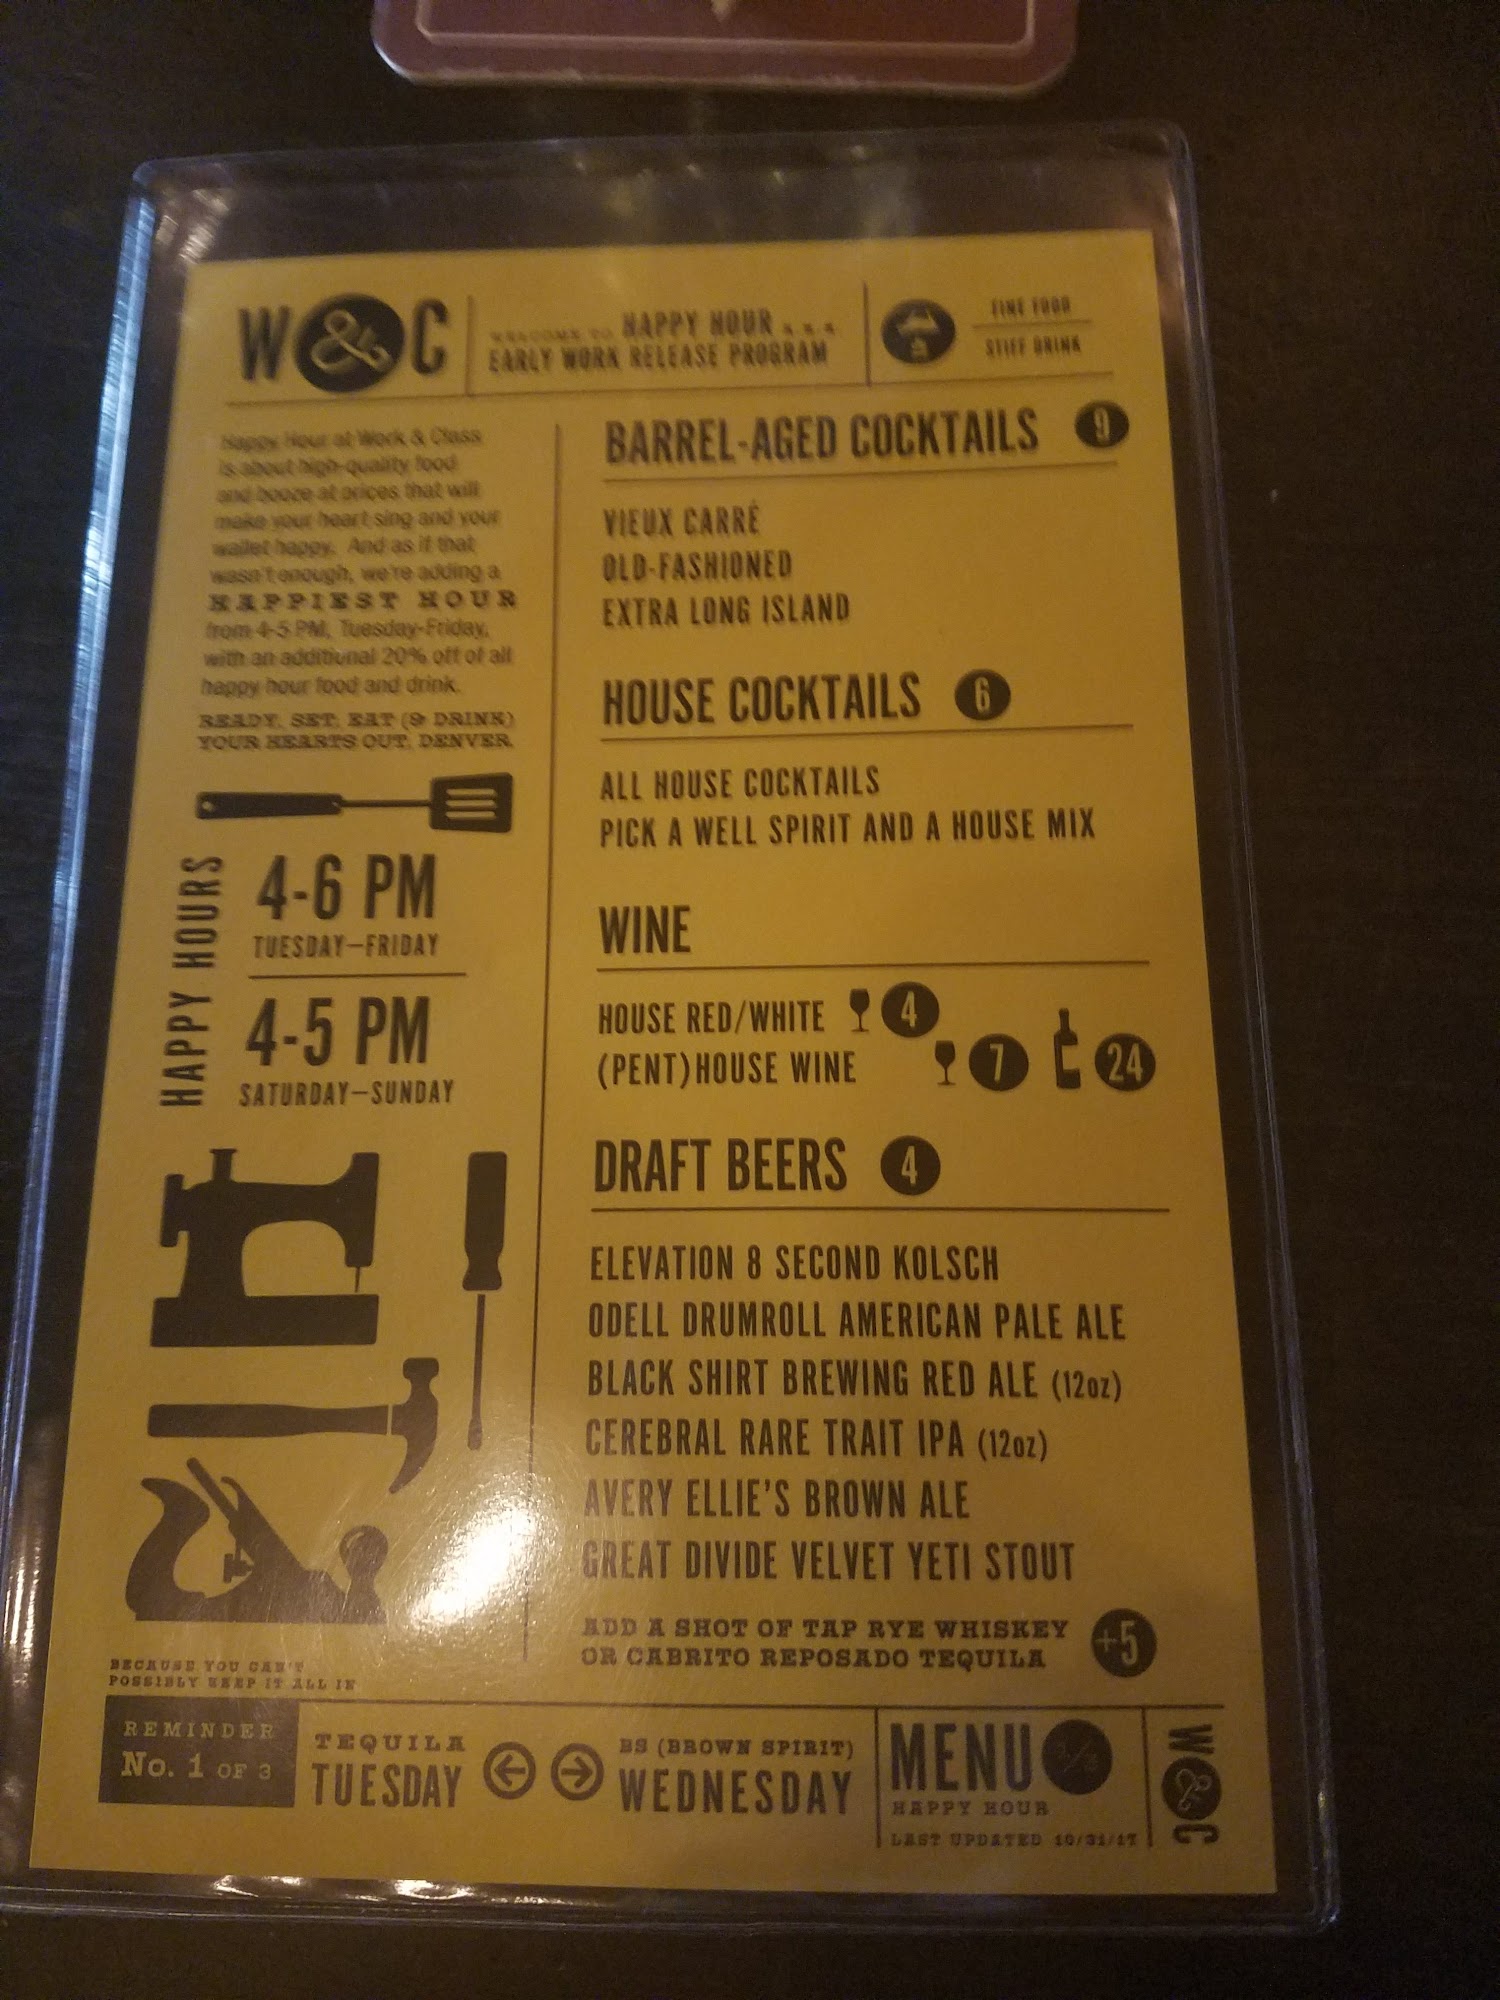 W&C
WELCOME TO HAPPY HOUR ...
EARLY WORK RELEASE PROGRAM
FINE FOOD
STIFF DRINK
Happy Hour at Work & Class
is about high-quality food
and booze at prices that will
make your heart sing and your
wallet happy. And as if that
wasn't enough, we're adding a
HAPPIEST HOUR
from 4-5 PM, Tuesday-Friday,
with an additional 20% off of all
happy hour food and drink.
READY, SET, EAT (& DRINK)
YOUR HEARTS OUT, DENVER.
HAPPY HOURS
4-6 PM
TUESDAY–FRIDAY
4-5 PM
SATURDAY–SUNDAY
BARREL-AGED COCKTAILS 9
VIEUX CARRÉ
OLD-FASHIONED
EXTRA LONG ISLAND
HOUSE COCKTAILS 6
ALL HOUSE COCKTAILS
PICK A WELL SPIRIT AND A HOUSE MIX
WINE
HOUSE RED/WHITE 4
(PENT)HOUSE WINE 7 24
DRAFT BEERS 4
ELEVATION 8 SECOND KOLSCH
ODELL DRUMROLL AMERICAN PALE ALE
BLACK SHIRT BREWING RED ALE (12oz)
CEREBRAL RARE TRAIT IPA (12oz)
AVERY ELLIE'S BROWN ALE
GREAT DIVIDE VELVET YETI STOUT
ADD A SHOT OF TAP RYE WHISKEY
OR CABRITO REPOSADO TEQUILA +5
BECAUSE YOU CAN'T
POSSIBLY KEEP IT ALL IN
REMINDER
No. 1 OF 3
TEQUILA
TUESDAY
BS (BROWN SPIRIT)
WEDNESDAY
MENU
HAPPY HOUR
LAST UPDATED 10/31/17
W&C